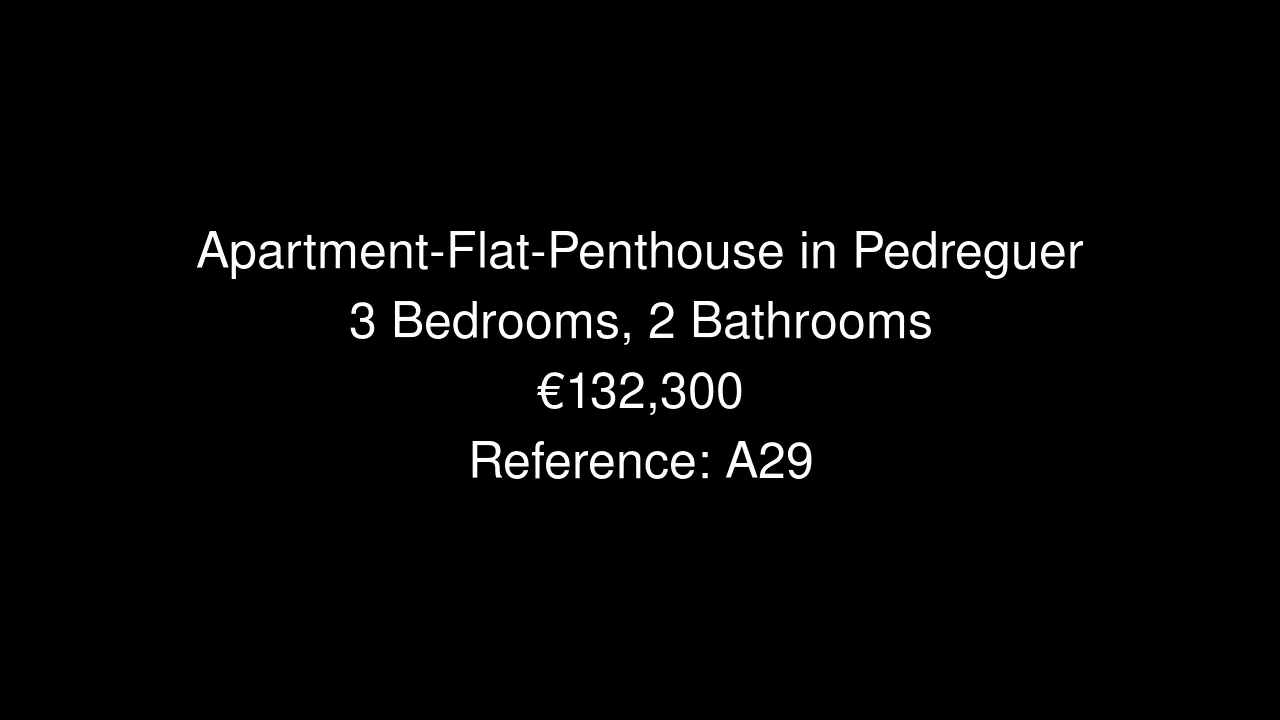 Apartment-Flat-Penthouse in Pedreguer
3 Bedrooms, 2 Bathrooms
€132,300
Reference: A29